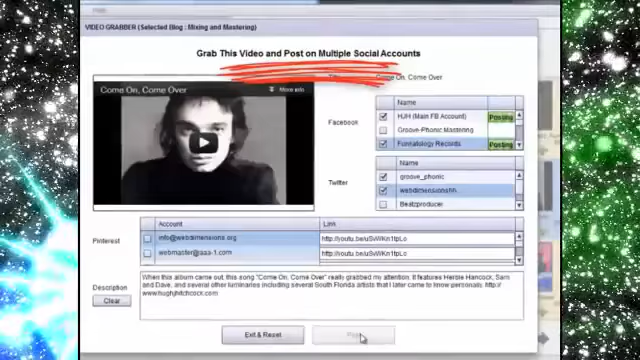 VIDEO GRABBER (Selected Blog : Mixing and Mastering)
Grab This Video and Post on Multiple Social Accounts
Come On, Come Over
More info
Come On, Come Over
Facebook
Name
HJH (Main FB Account) Posting
Groove-Phonic Mastering
Funkatology Records Posting
Twitter
Name
groove_phonic
webdimensionshh
Beatzproducer
Pinterest
Account Link
info@webdimensions.org
webmaster@aaa-1.com
Description
Clear
When this album came out, this song "Come On, Come Over" really grabbed my attention. It features Herbie Hancock, Sam
and Dave, and several other luminaries including several South Florida artists that I later came to know personally. http://
www.hughjhitchcock.com
Exit & Reset